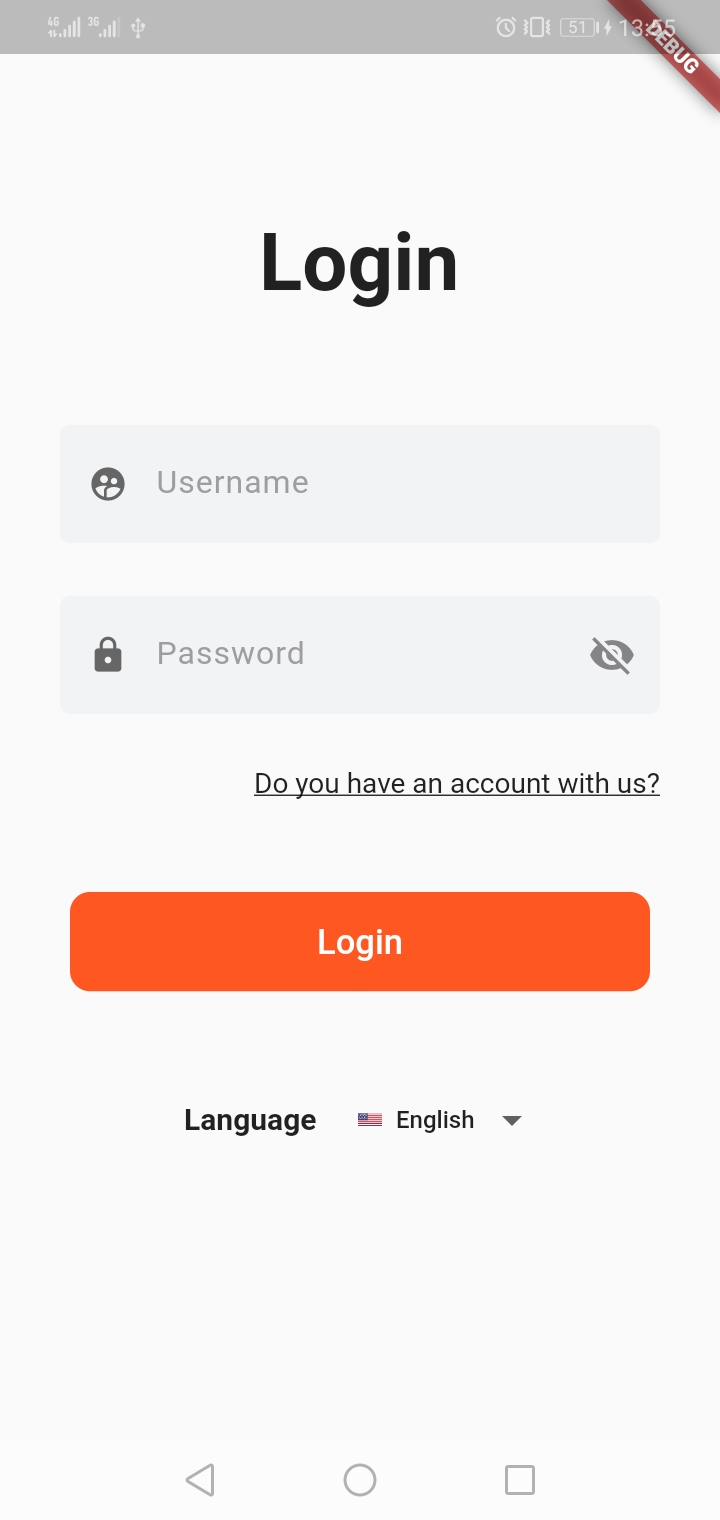 4G 3G 51 13:55
DEBUG
Login
Username
Password
Do you have an account with us?
Login
Language English